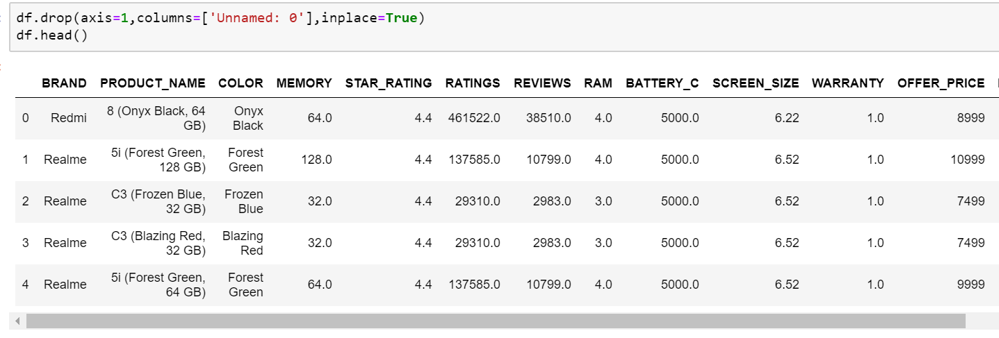 df.drop(axis=1,columns=['Unnamed: 0'],inplace=True)
df.head()
BRAND PRODUCT_NAME COLOR MEMORY STAR_RATING RATINGS REVIEWS RAM BATTERY_C SCREEN_SIZE WARRANTY OFFER_PRICE
0 Redmi 8 (Onyx Black, 64 GB) Onyx Black 64.0 4.4 461522.0 38510.0 4.0 5000.0 6.22 1.0 8999
1 Realme 5i (Forest Green, 128 GB) Forest Green 128.0 4.4 137585.0 10799.0 4.0 5000.0 6.52 1.0 10999
2 Realme C3 (Frozen Blue, 32 GB) Frozen Blue 32.0 4.4 29310.0 2983.0 3.0 5000.0 6.52 1.0 7499
3 Realme C3 (Blazing Red, 32 GB) Blazing Red 32.0 4.4 29310.0 2983.0 3.0 5000.0 6.52 1.0 7499
4 Realme 5i (Forest Green, 64 GB) Forest Green 64.0 4.4 137585.0 10799.0 4.0 5000.0 6.52 1.0 9999